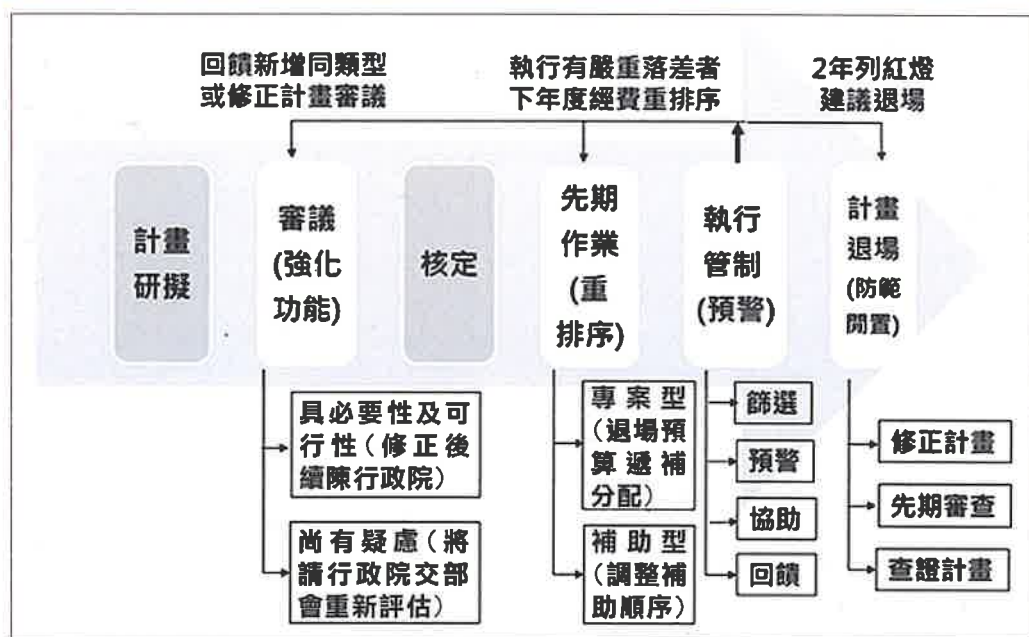 回饋新增同類型
或修正計畫審議
執行有嚴重落差者
下年度經費重排序
2年列紅燈
建議退場
計畫
研擬
審議
(強化
功能)
核定
先期
作業
(重
排序)
執行
管制
(預警)
計畫
退場
(防範
閒置)
具必要性及可
行性(修正後
續陳行政院)
尚有疑慮(將
請行政院交部
會重新評估)
專案型
(退場預
算遞補
分配)
補助型
(調整補
助順序)
篩選
預警
協助
回饋
修正計畫
先期審查
查證計畫